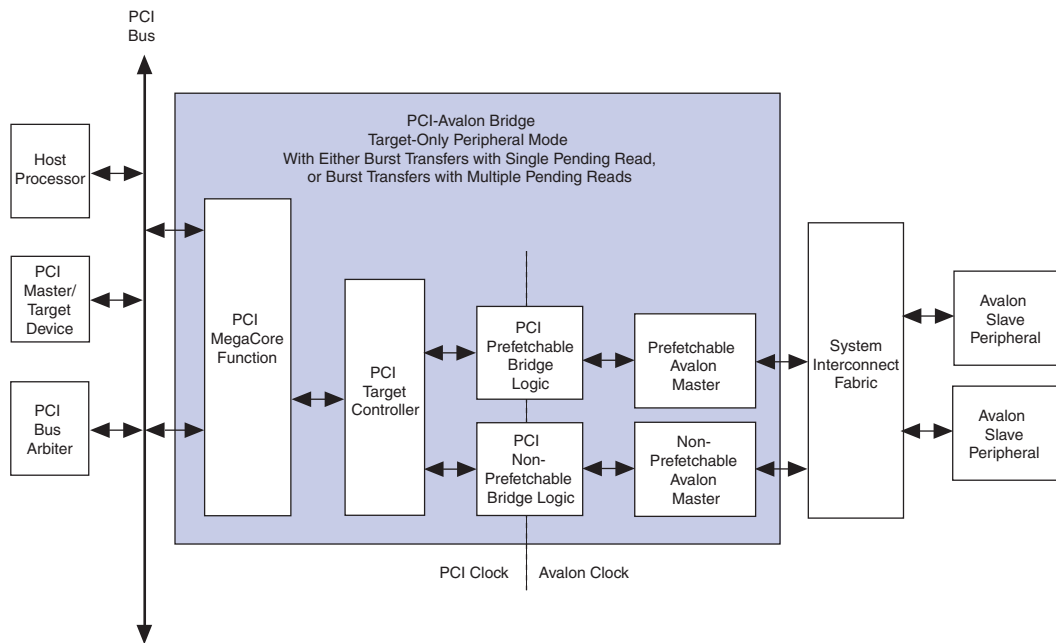 PCI
Bus
PCI-Avalon Bridge
Target-Only Peripheral Mode
With Either Burst Transfers with Single Pending Read,
or Burst Transfers with Multiple Pending Reads
Host
Processor
PCI
Master/
Target
Device
PCI
Bus
Arbiter
PCI
MegaCore
Function
PCI
Target
Controller
PCI
Prefetchable
Bridge
Logic
PCI
Non-
Prefetchable
Bridge Logic
Prefetchable
Avalon
Master
Non-
Prefetchable
Avalon
Master
System
Interconnect
Fabric
Avalon
Slave
Peripheral
Avalon
Slave
Peripheral
PCI Clock
Avalon Clock